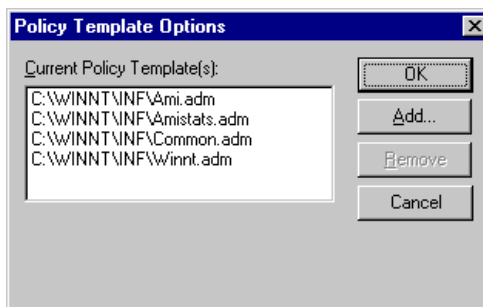 Policy Template Options
Current Policy Template(s):
C:\WINNT\INF\Ami.adm
C:\WINNT\INF\Amistats.adm
C:\WINNT\INF\Common.adm
C:\WINNT\INF\Winnt.adm
OK
Add...
Remove
Cancel